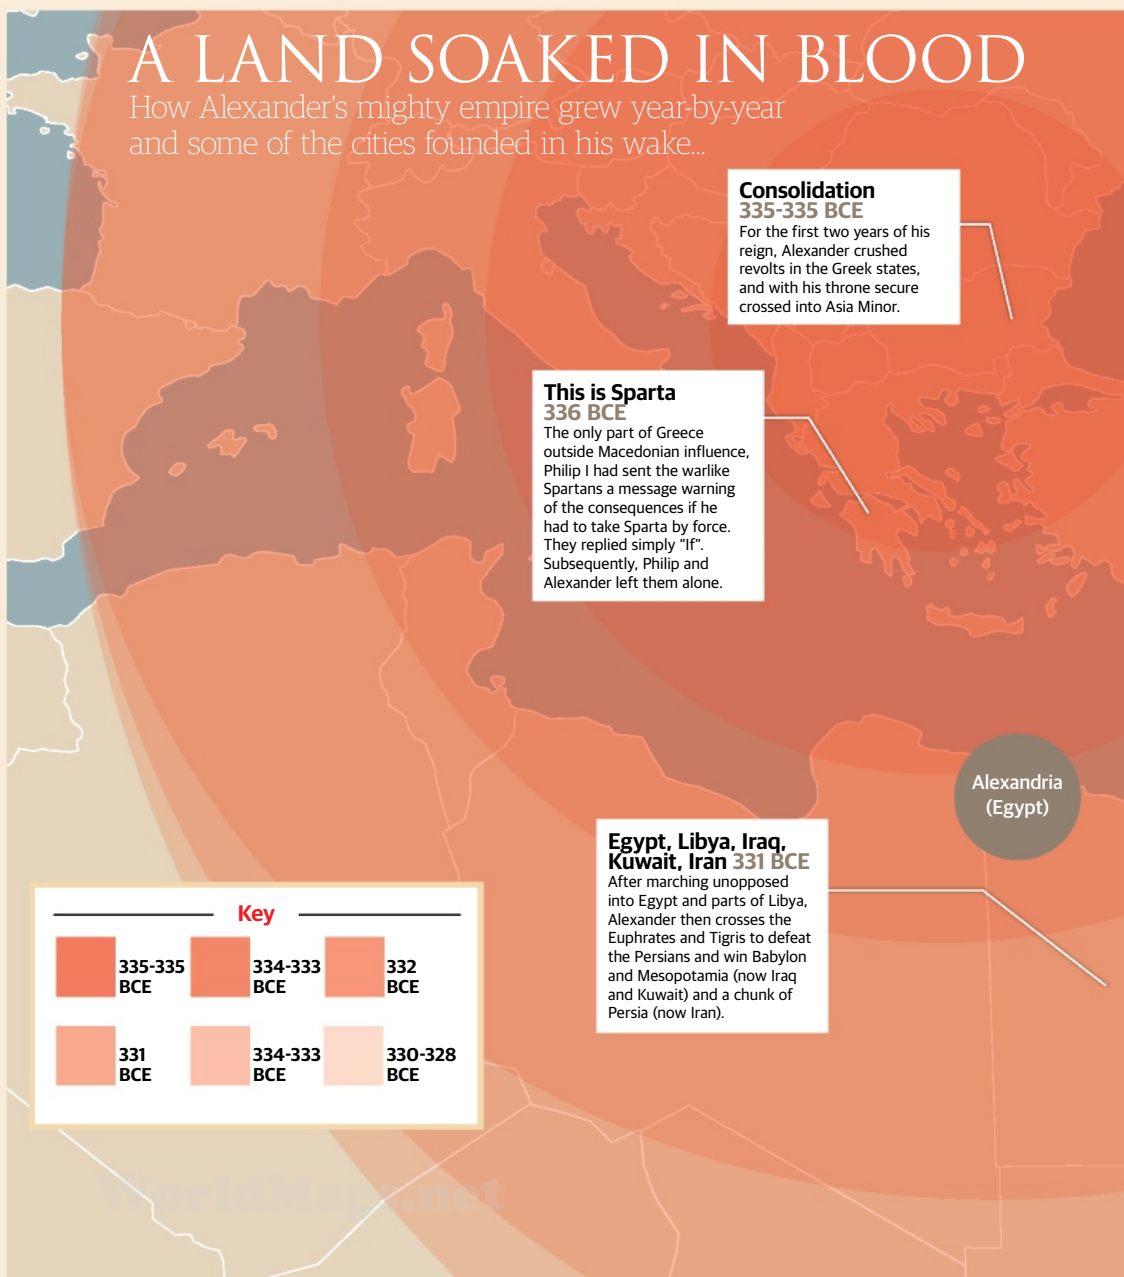 A LAND SOAKED IN BLOOD
How Alexander's mighty empire grew year-by-year
and some of the cities founded in his wake...
Consolidation
335-335 BCE
For the first two years of his
reign, Alexander crushed
revolts in the Greek states,
and with his throne secure
crossed into Asia Minor.
This is Sparta
336 BCE
The only part of Greece
outside Macedonian influence,
Philip I had sent the warlike
Spartans a message warning
of the consequences if he
had to take Sparta by force.
They replied simply “If”.
Subsequently, Philip and
Alexander left them alone.
Alexandria
(Egypt)
Egypt, Libya, Iraq,
Kuwait, Iran 331 BCE
After marching unopposed
into Egypt and parts of Libya,
Alexander then crosses the
Euphrates and Tigris to defeat
the Persians and win Babylon
and Mesopotamia (now Iraq
and Kuwait) and a chunk of
Persia (now Iran).
Key
335-335
BCE
334-333
BCE
332
BCE
331
BCE
334-333
BCE
330-328
BCE
WorldMaps.net